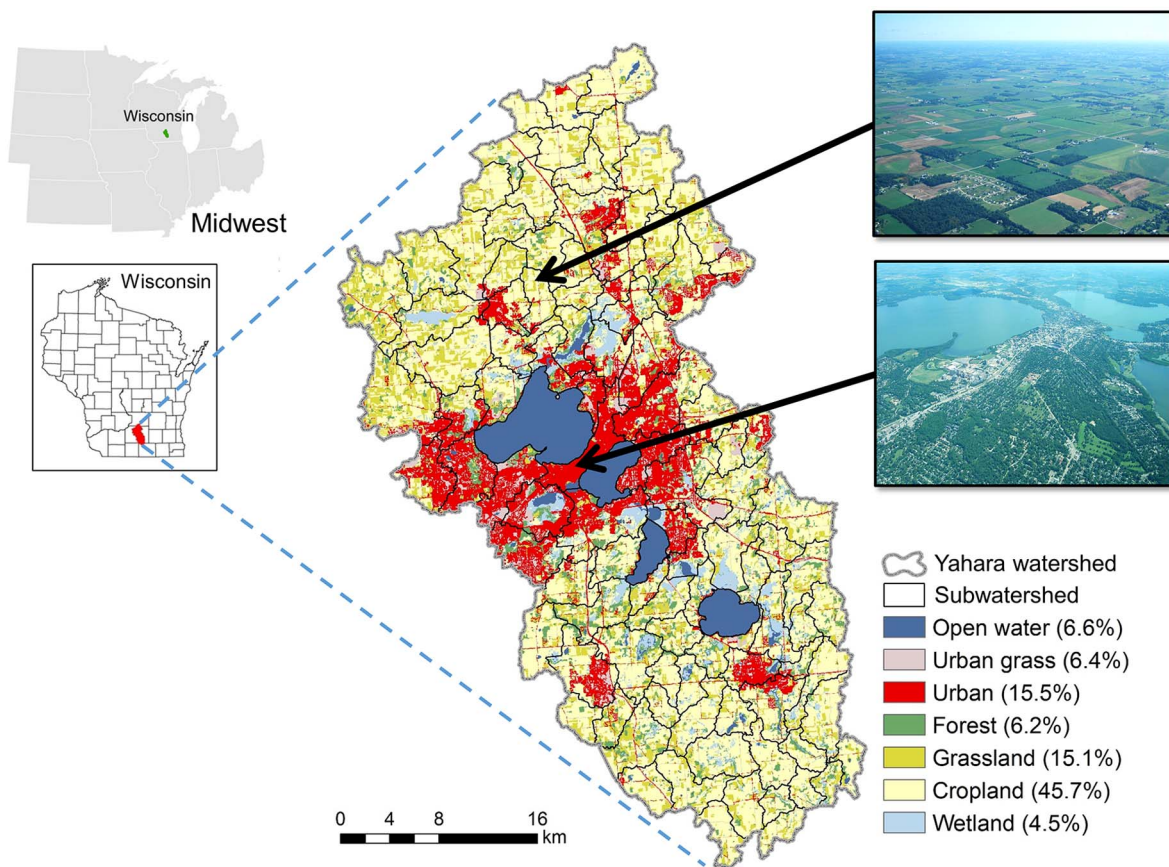 Wisconsin
Midwest
Wisconsin
Yahara watershed
Subwatershed
Open water (6.6%)
Urban grass (6.4%)
Urban (15.5%)
Forest (6.2%)
Grassland (15.1%)
Cropland (45.7%)
Wetland (4.5%)
0 4 8 16
km